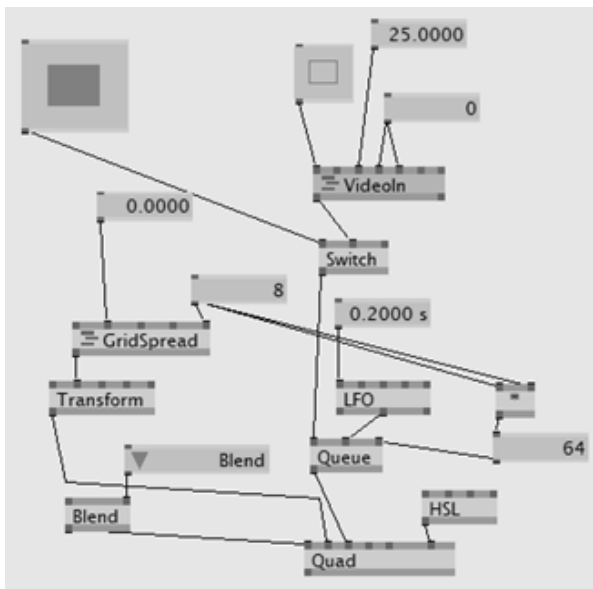 25.0000
0
VideoIn
0.0000
Switch
8
0.2000 s
GridSpread
Transform
LFO
*
64
Blend
Queue
Blend
HSL
Quad